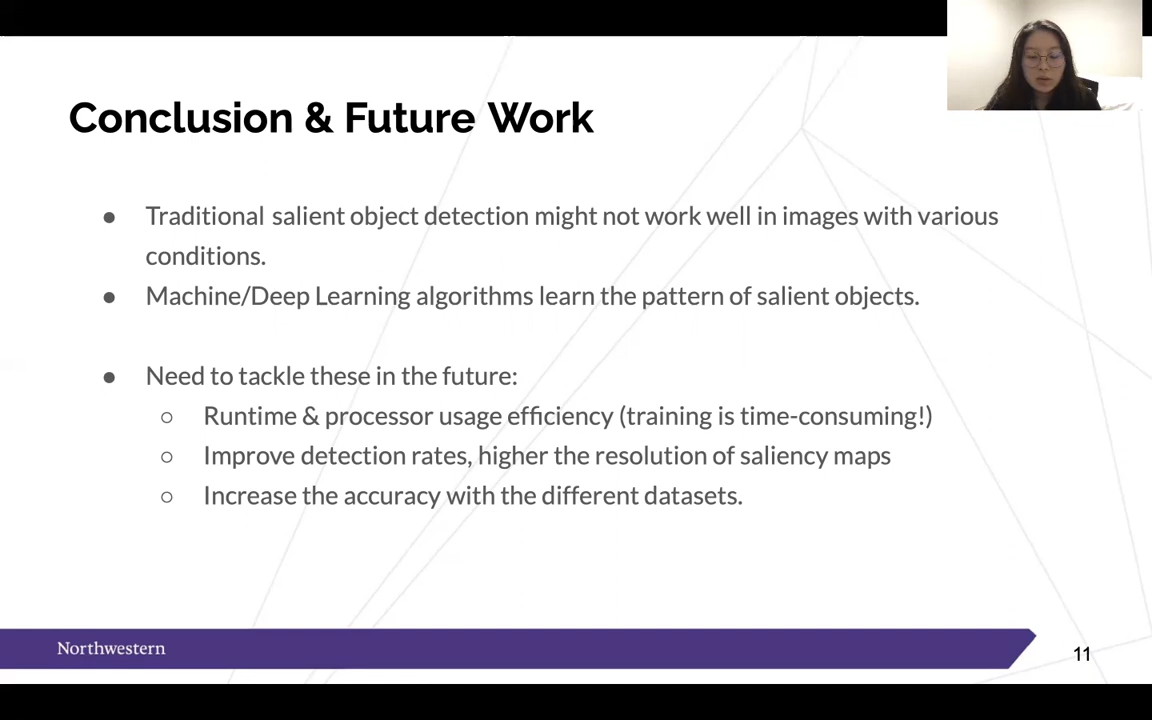 Conclusion & Future Work
● Traditional salient object detection might not work well in images with various
conditions.
● Machine/Deep Learning algorithms learn the pattern of salient objects.
● Need to tackle these in the future:
○ Runtime & processor usage efficiency (training is time-consuming!)
○ Improve detection rates, higher the resolution of saliency maps
○ Increase the accuracy with the different datasets.
Northwestern
11